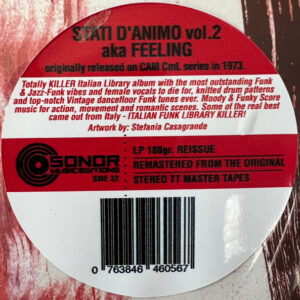 STATI D'ANIMO vol.2
aka FEELING
originally released on CAM CmL series in 1973.
Totally KILLER Italian Library album with the most outstanding Funk
& Jazz-Funk vibes and female vocals to die for, knitted drum patterns
and top-notch Vintage dancefloor Funk tunes ever. Moody & Funky Score
music for action, movement and romantic scenes. Some of the real best
came out from Italy - ITALIAN FUNK LIBRARY KILLER!
Artwork by: Stefania Casagrande
SONOR
MUSIC EDITIONS
SME 32
LP 180gr. REISSUE
REMASTERED FROM THE ORIGINAL
STEREO TT MASTER TAPES
0 763846 460567